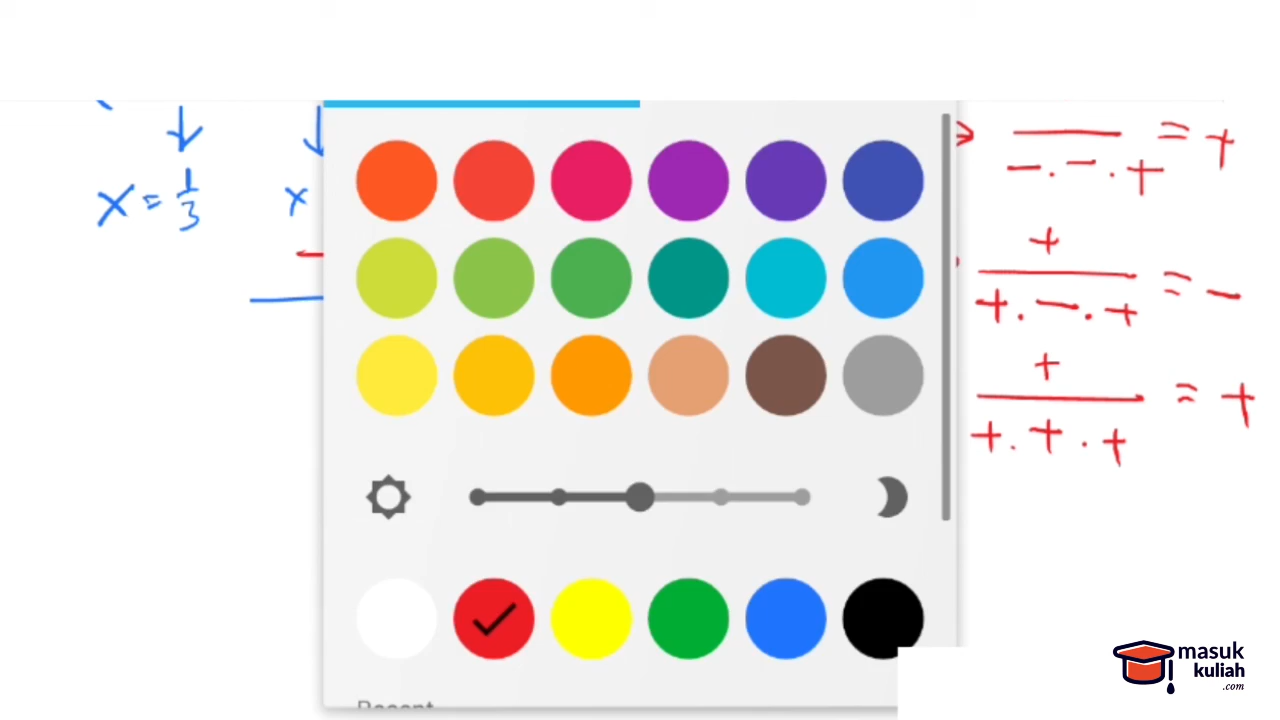 x = 1/3
x
— · — · + = +
+
+ · — · + = —
+
+ · + · + = +
masuk
kuliah
.com